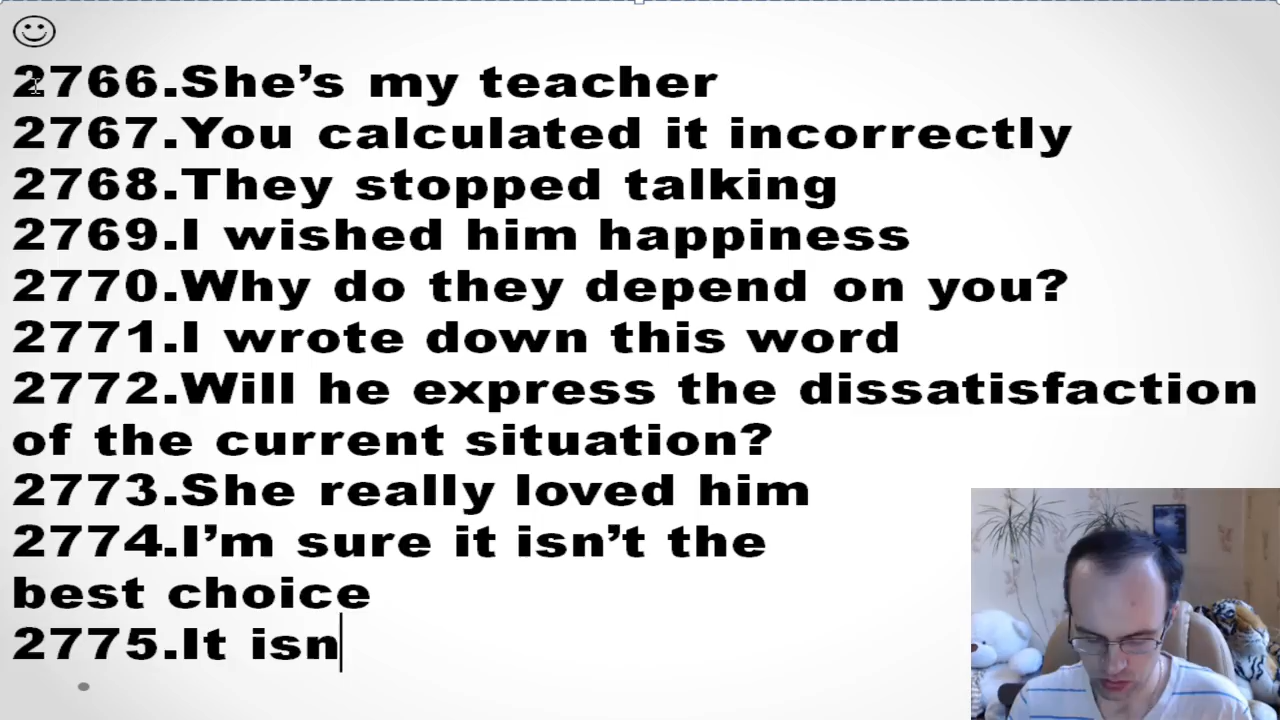 2766.She’s my teacher
2767.You calculated it incorrectly
2768.They stopped talking
2769.I wished him happiness
2770.Why do they depend on you?
2771.I wrote down this word
2772.Will he express the dissatisfaction
of the current situation?
2773.She really loved him
2774.I’m sure it isn’t the
best choice
2775.It isn